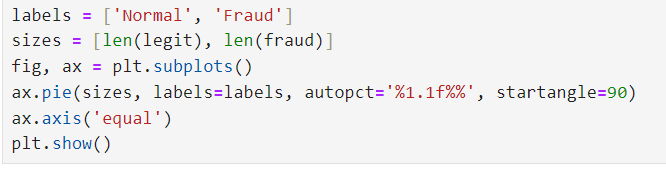 labels = ['Normal', 'Fraud']
sizes = [len(legit), len(fraud)]
fig, ax = plt.subplots()
ax.pie(sizes, labels=labels, autopct='%1.1f%%', startangle=90)
ax.axis('equal')
plt.show()